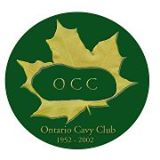 OCC
Ontario Cavy Club
1952 - 2002